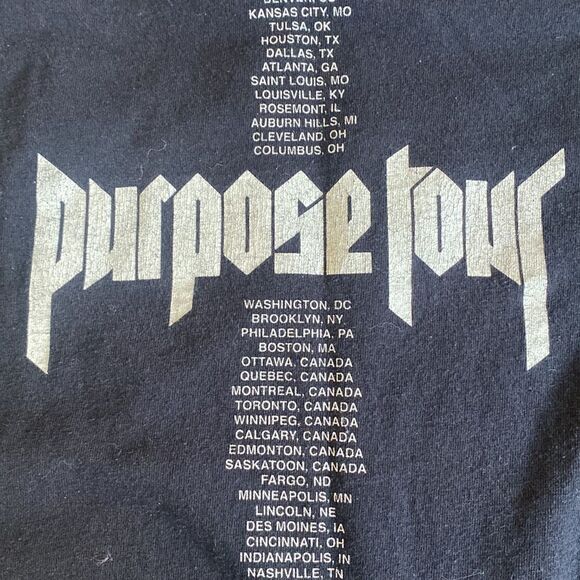 DENVER, CO
KANSAS CITY, MO
TULSA, OK
HOUSTON, TX
DALLAS, TX
ATLANTA, GA
SAINT LOUIS, MO
LOUISVILLE, KY
ROSEMONT, IL
AUBURN HILLS, MI
CLEVELAND, OH
COLUMBUS, OH
purpose tour
WASHINGTON, DC
BROOKLYN, NY
PHILADELPHIA, PA
BOSTON, MA
OTTAWA, CANADA
QUEBEC, CANADA
MONTREAL, CANADA
TORONTO, CANADA
WINNIPEG, CANADA
CALGARY, CANADA
EDMONTON, CANADA
SASKATOON, CANADA
FARGO, ND
MINNEAPOLIS, MN
LINCOLN, NE
DES MOINES, IA
CINCINNATI, OH
INDIANAPOLIS, IN
NASHVILLE, TN